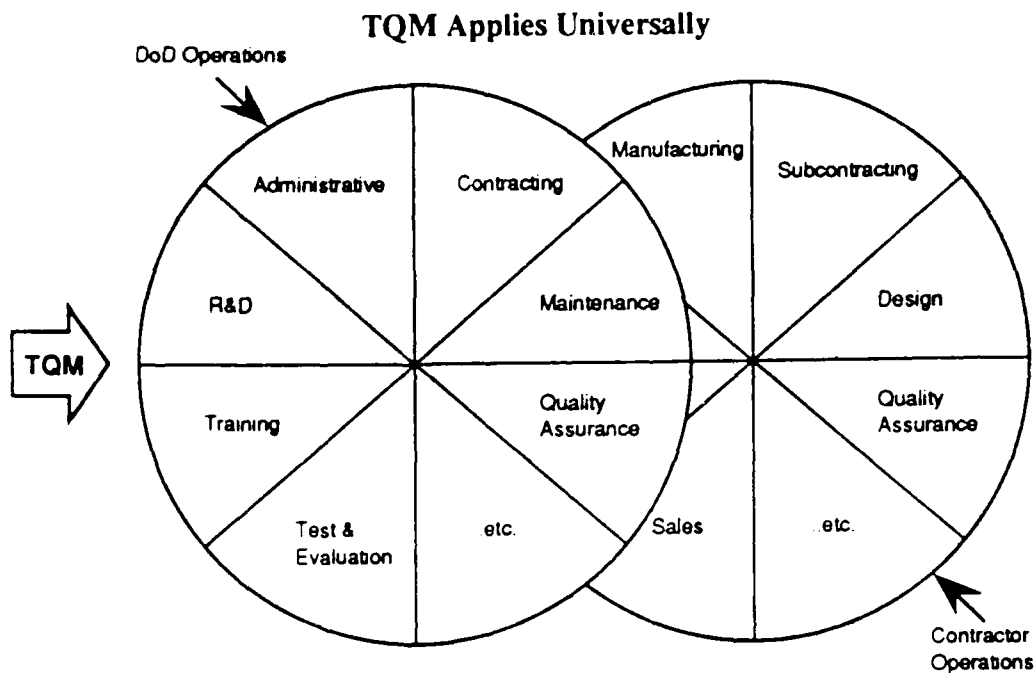 TQM Applies Universally
DoD Operations
Administrative
Contracting
Manufacturing
Subcontracting
R&D
Maintenance
Design
TQM
Training
Quality
Assurance
Quality
Assurance
Test &
Evaluation
.etc.
Sales
..etc.
Contractor
Operations